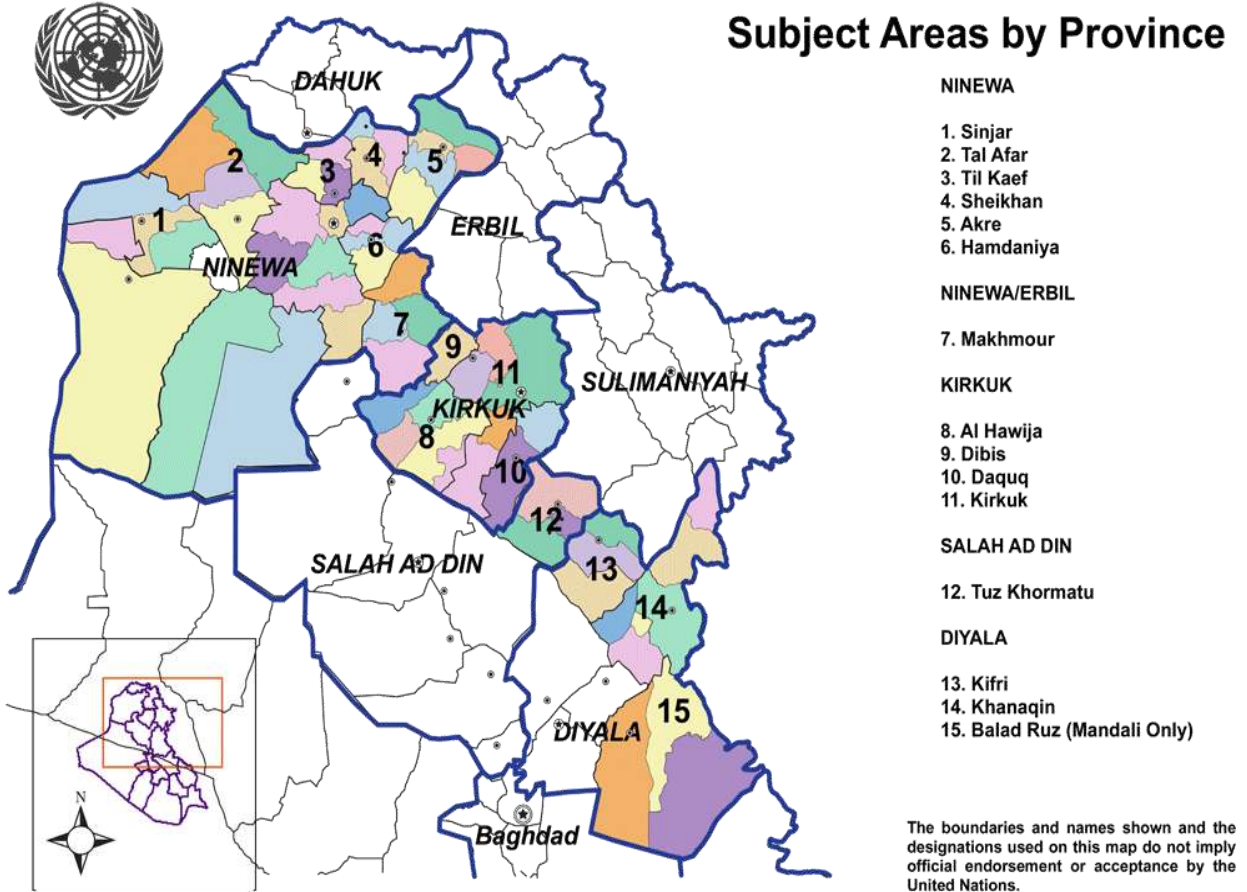 Subject Areas by Province
NINEWA
1. Sinjar
2. Tal Afar
3. Til Kaef
4. Sheikhan
5. Akre
6. Hamdaniya
NINEWA/ERBIL
7. Makhmour
KIRKUK
8. Al Hawija
9. Dibis
10. Daquq
11. Kirkuk
SALAH AD DIN
12. Tuz Khormatu
DIYALA
13. Kifri
14. Khanaqin
15. Balad Ruz (Mandali Only)
The boundaries and names shown and the
designations used on this map do not imply
official endorsement or acceptance by the
United Nations.
DAHUK
2
3
4
5
1
ERBIL
6
NINEWA
7
9
11
SULIMANIYAH
KIRKUK
8
10
12
SALAH AD DIN
13
14
15
DIYALA
Baghdad
N